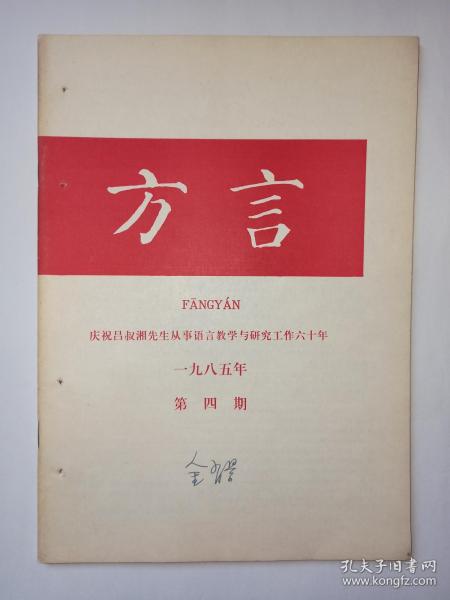 方言
FĀNGYÁN
庆祝吕叔湘先生从事语言教学与研究工作六十年
一九八五年
第四期
孔夫子旧书网
www.kongfz.com